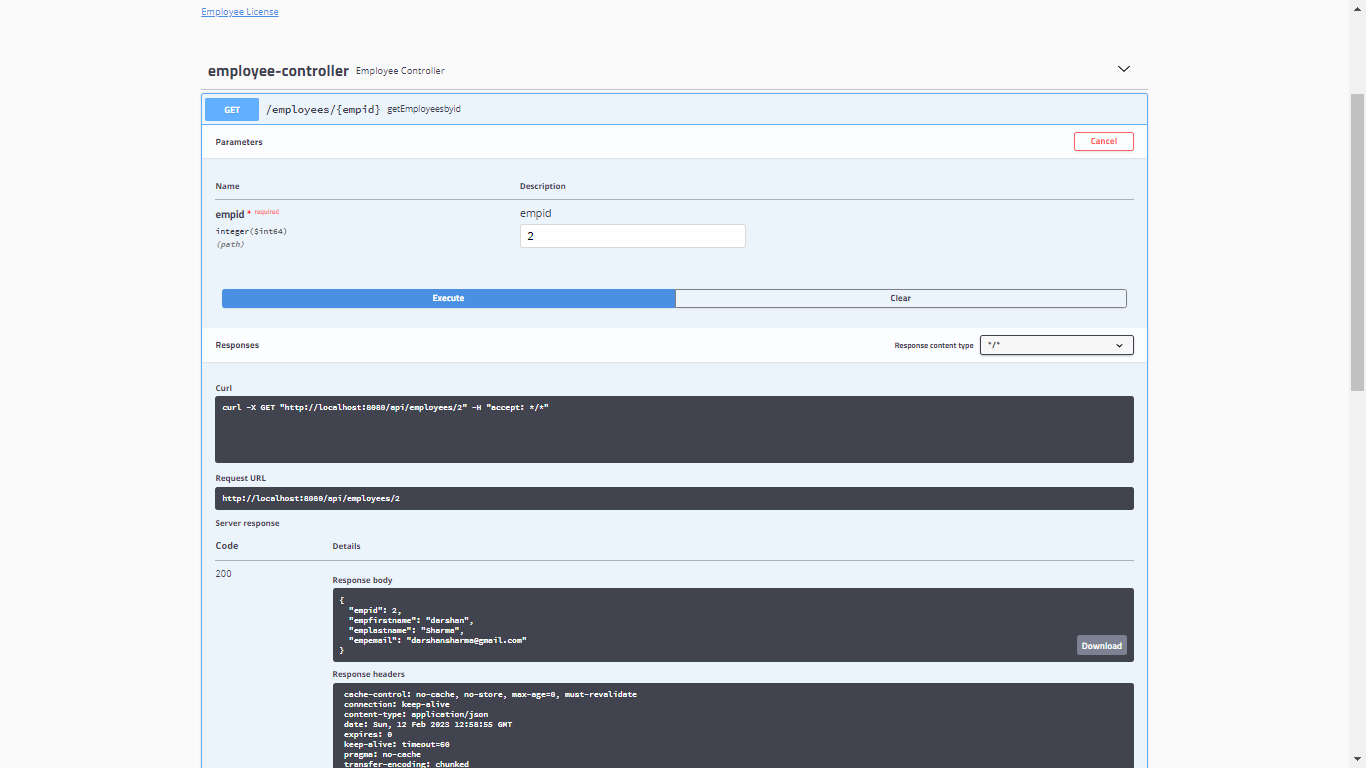 Employee License
employee-controller Employee Controller
GET /employees/{empid} getEmployeesbyid
Parameters Cancel
Name Description
empid * required empid
integer($int64) 2
(path)
Execute Clear
Responses Response content type */*
Curl
curl -X GET "http://localhost:8080/api/employees/2" -H "accept: */*"
Request URL
http://localhost:8080/api/employees/2
Server response
Code Details
200
Response body
{
"empid": 2,
"empfirstname": "darshan",
"emplastname": "Sharma",
"empemail": "darshansharma@gmail.com"
}
Download
Response headers
cache-control: no-cache, no-store, max-age=0, must-revalidate
connection: keep-alive
content-type: application/json
date: Sun, 12 Feb 2023 12:58:55 GMT
expires: 0
keep-alive: timeout=60
pragma: no-cache
transfer-encoding: chunked